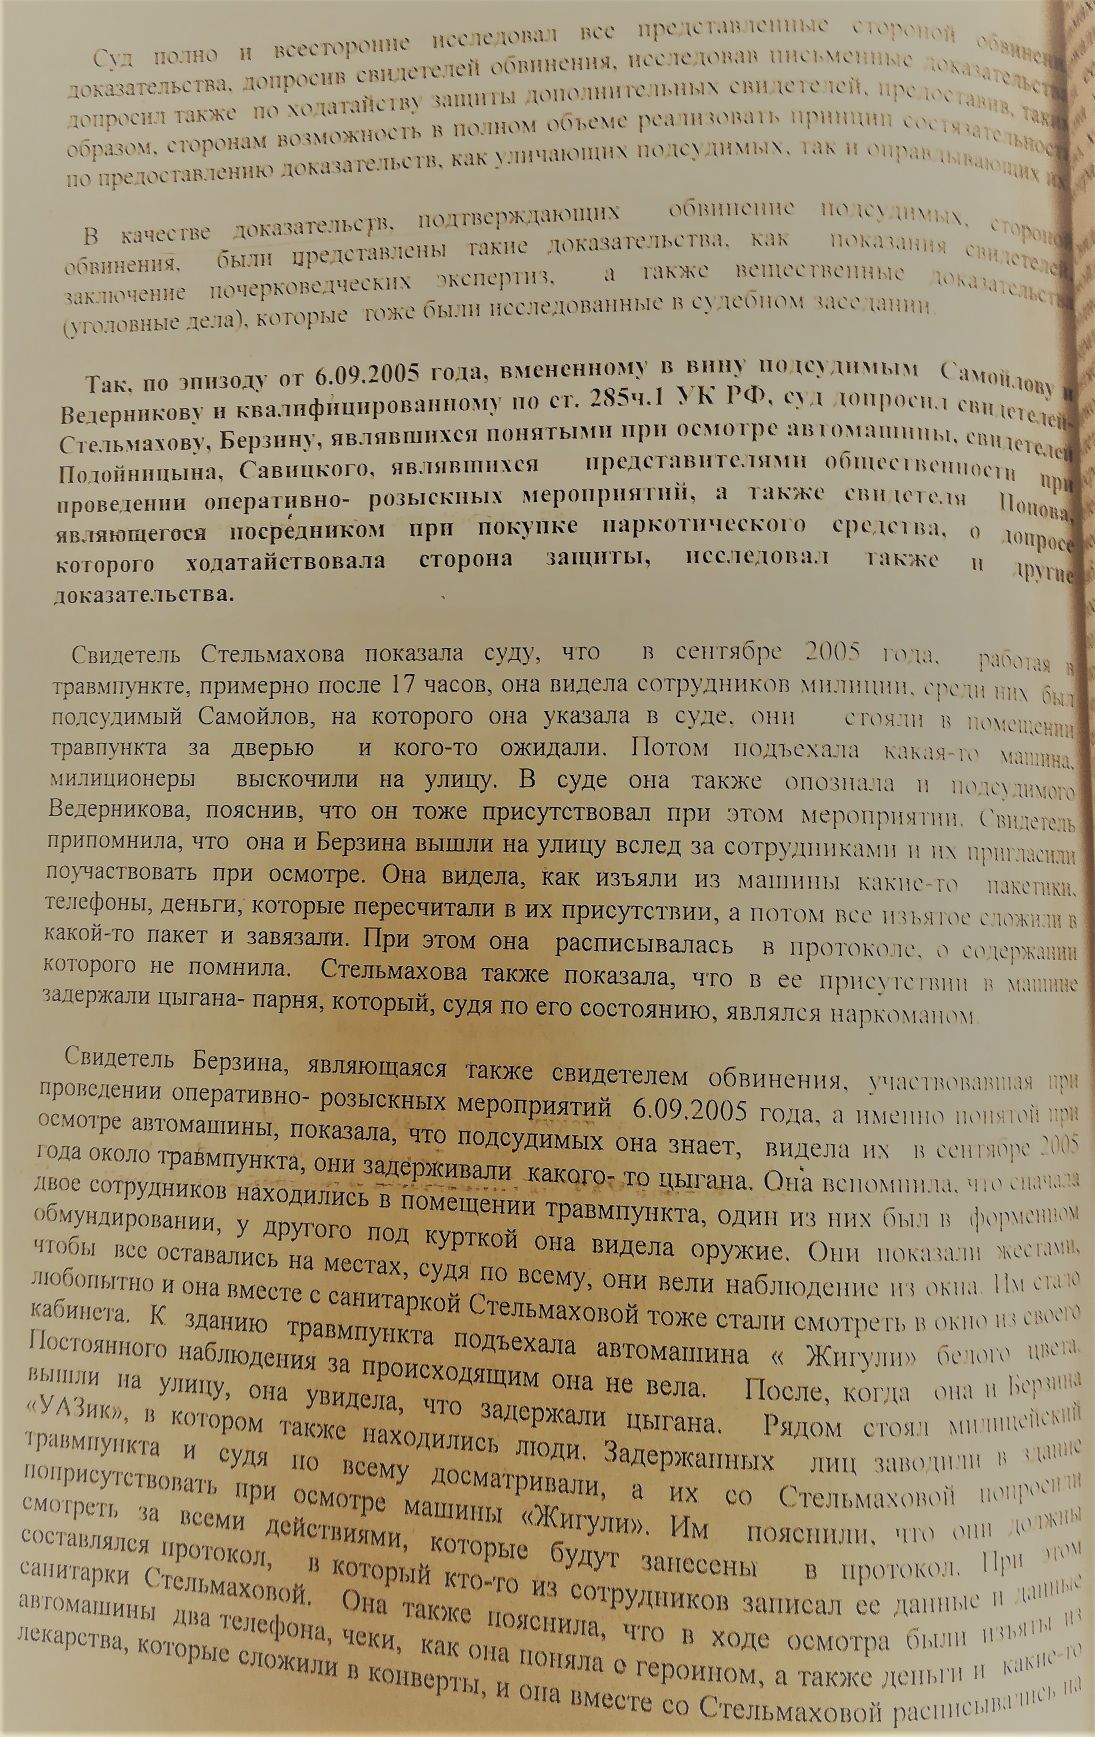 Суд полно и всесторонне исследовал все представленные стороной обвинения
доказательства, допросив свидетелей обвинения, исследовав письменные доказательства,
допросил также по ходатайству защиты дополнительных свидетелей, предоставив, таким
образом, сторонам возможность в полном объеме реализовать принцип состязательности
по предоставлению доказательств, как уличающих подсудимых, так и оправдывающих их
В качестве доказательств, подтверждающих обвинение подсудимых, стороной
обвинения, были представлены такие доказательства, как показания свидетелей,
заключение почерковедческих экспертиз, а также вещественные доказательства
(уголовные дела), которые тоже были исследованные в судебном заседании.
Так, по эпизоду от 6.09.2005 года, вмененному в вину подсудимым Самойлову и
Ведерникову и квалифицированному по ст. 285ч.1 УК РФ, суд допросил свидетелей-
Стельмахову, Берзину, являвшихся понятыми при осмотре автомашины, свидетелей
Подойницына, Савицкого, являвшихся представителями общественности при
проведении оперативно- розыскных мероприятий, а также свидетеля Попова,
являющегося посредником при покупке наркотического средства, о допросе
которого ходатайствовала сторона защиты, исследовал также и другие
доказательства.
Свидетель Стельмахова показала суду, что в сентябре 2005 года, работая в
травмпункте, примерно после 17 часов, она видела сотрудников милиции, среди них был
подсудимый Самойлов, на которого она указала в суде, они стояли в помещении
травпункта за дверью и кого-то ожидали. Потом подъехала какая-то машина,
милиционеры выскочили на улицу. В суде она также опознала и подсудимого
Ведерникова, пояснив, что он тоже присутствовал при этом мероприятии. Свидетель
припомнила, что она и Берзина вышли на улицу вслед за сотрудниками и их пригласили
поучаствовать при осмотре. Она видела, как изъяли из машины какие-то пакетики,
телефоны, деньги, которые пересчитали в их присутствии, а потом все изъятое сложили в
какой-то пакет и завязали. При этом она расписывалась в протоколе, о содержании
которого не помнила. Стельмахова также показала, что в ее присутствии в машине
задержали цыгана- парня, который, судя по его состоянию, являлся наркоманом.
Свидетель Берзина, являющаяся также свидетелем обвинения, участвовавшая при
проведении оперативно- розыскных мероприятий 6.09.2005 года, а именно понятой при
осмотре автомашины, показала, что подсудимых она знает, видела их в сентябре 2005
года около травмпункта, они задерживали какого- то цыгана. Она вспомнила, что сначала
двое сотрудников находились в помещении травмпункта, один из них был в форменном
обмундировании, у другого под курткой она видела оружие. Они показали жестами,
чтобы все оставались на местах, судя по всему, они вели наблюдение из окна. Им стало
любопытно и она вместе с санитаркой Стельмаховой тоже стали смотреть в окно из своего
кабинета. К зданию травмпункта подъехала автомашина « Жигули» белого цвета.
Постоянного наблюдения за происходящим она не вела. После, когда она и Берзина
вышли на улицу, она увидела, что задержали цыгана. Рядом стоял милицейский
«УАЗик», в котором также находились люди. Задержанных лиц заводили в здание
травмпункта и судя по всему досматривали, а их со Стельмаховой попросили
поприсутствовать при осмотре машины «Жигули». Им пояснили, что они должны
смотреть за всеми действиями, которые будут занесены в протокол. При этом
составлялся протокол, в который кто-то из сотрудников записал ее данные и данные
санитарки Стельмаховой. Она также пояснила, что в ходе осмотра были изъяты из
автомашины два телефона, чеки, как она поняла с героином, а также деньги и какие-то
лекарства, которые сложили в конверты, и она вместе со Стельмаховой расписывались на